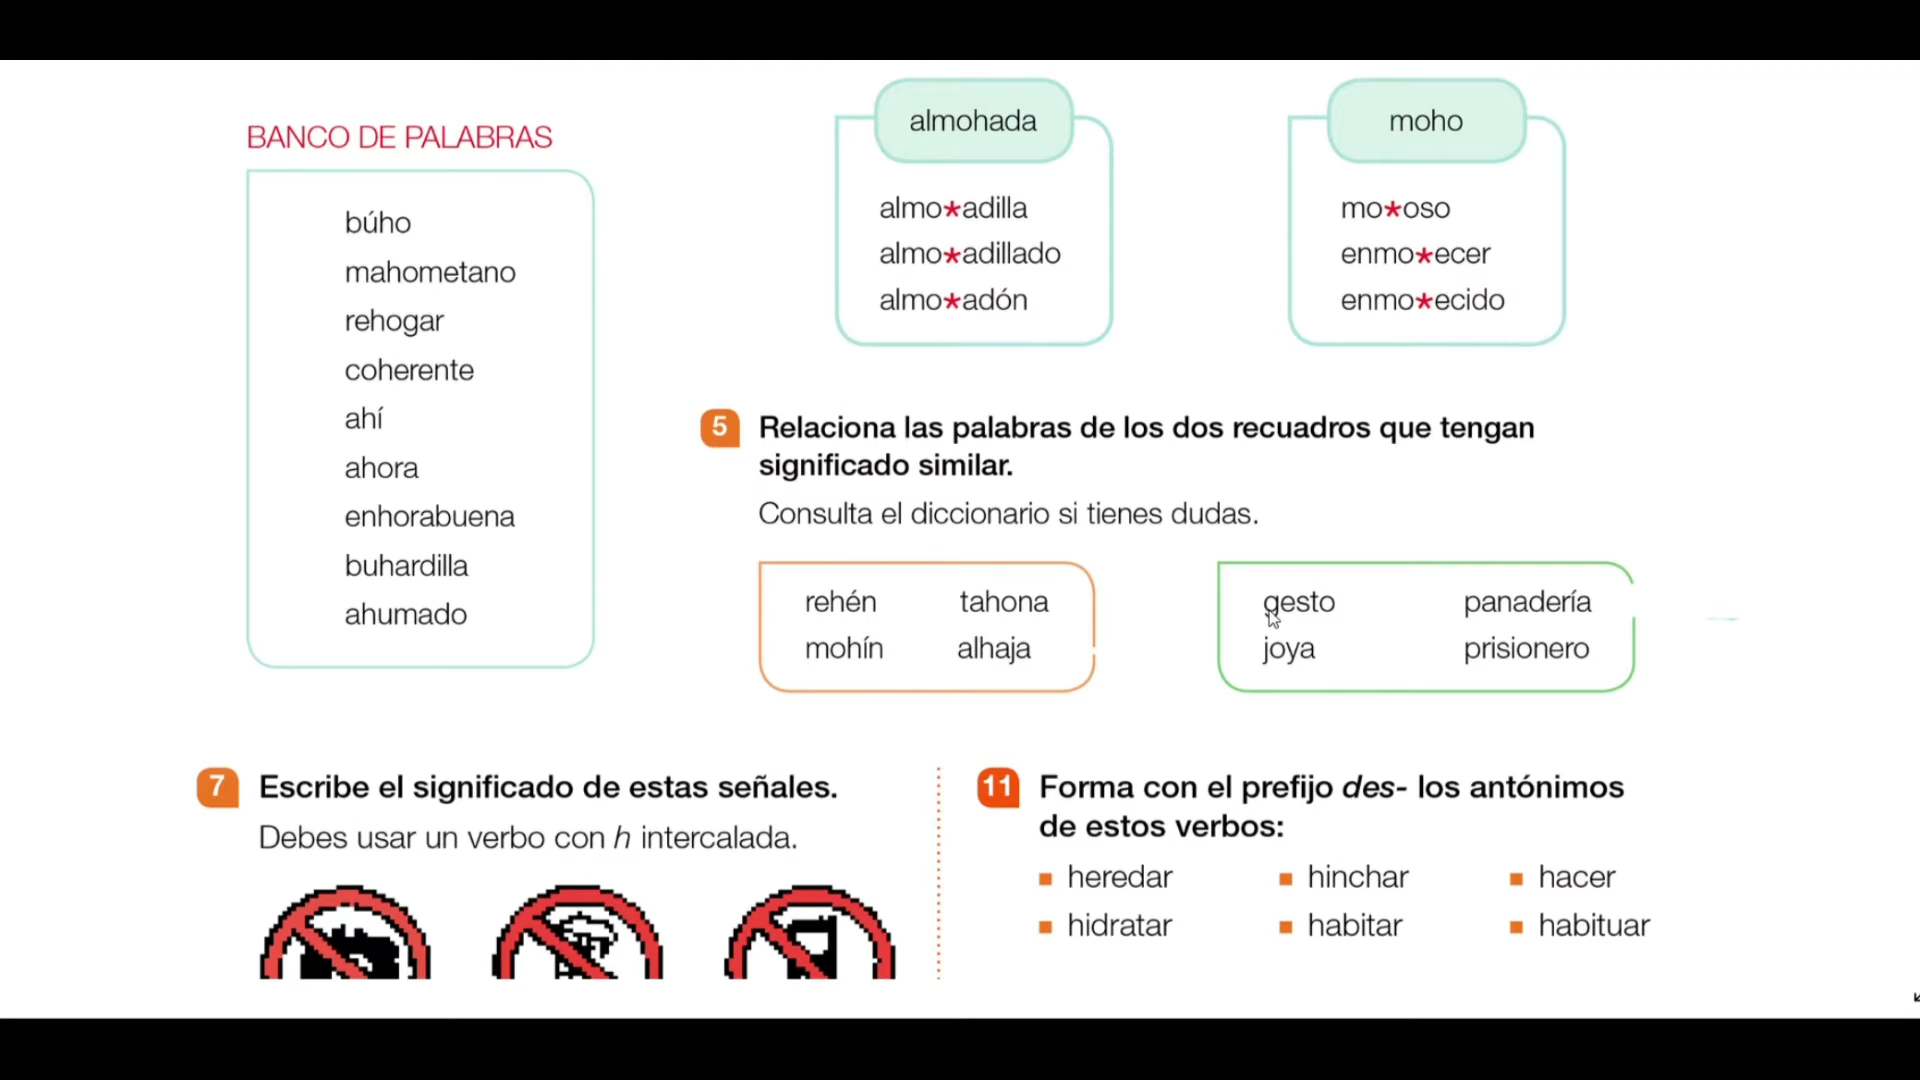 BANCO DE PALABRAS
búho
mahometano
rehogar
coherente
ahí
ahora
enhorabuena
buhardilla
ahumado
almohada
almo*adilla
almo*adillado
almo*adón
moho
mo*oso
enmo*ecer
enmo*ecido
5 Relaciona las palabras de los dos recuadros que tengan
significado similar.
Consulta el diccionario si tienes dudas.
rehén tahona
mohín alhaja
gesto panadería
joya prisionero
7 Escribe el significado de estas señales.
Debes usar un verbo con h intercalada.
11 Forma con el prefijo des- los antónimos
de estos verbos:
heredar hinchar hacer
hidratar habitar habituar